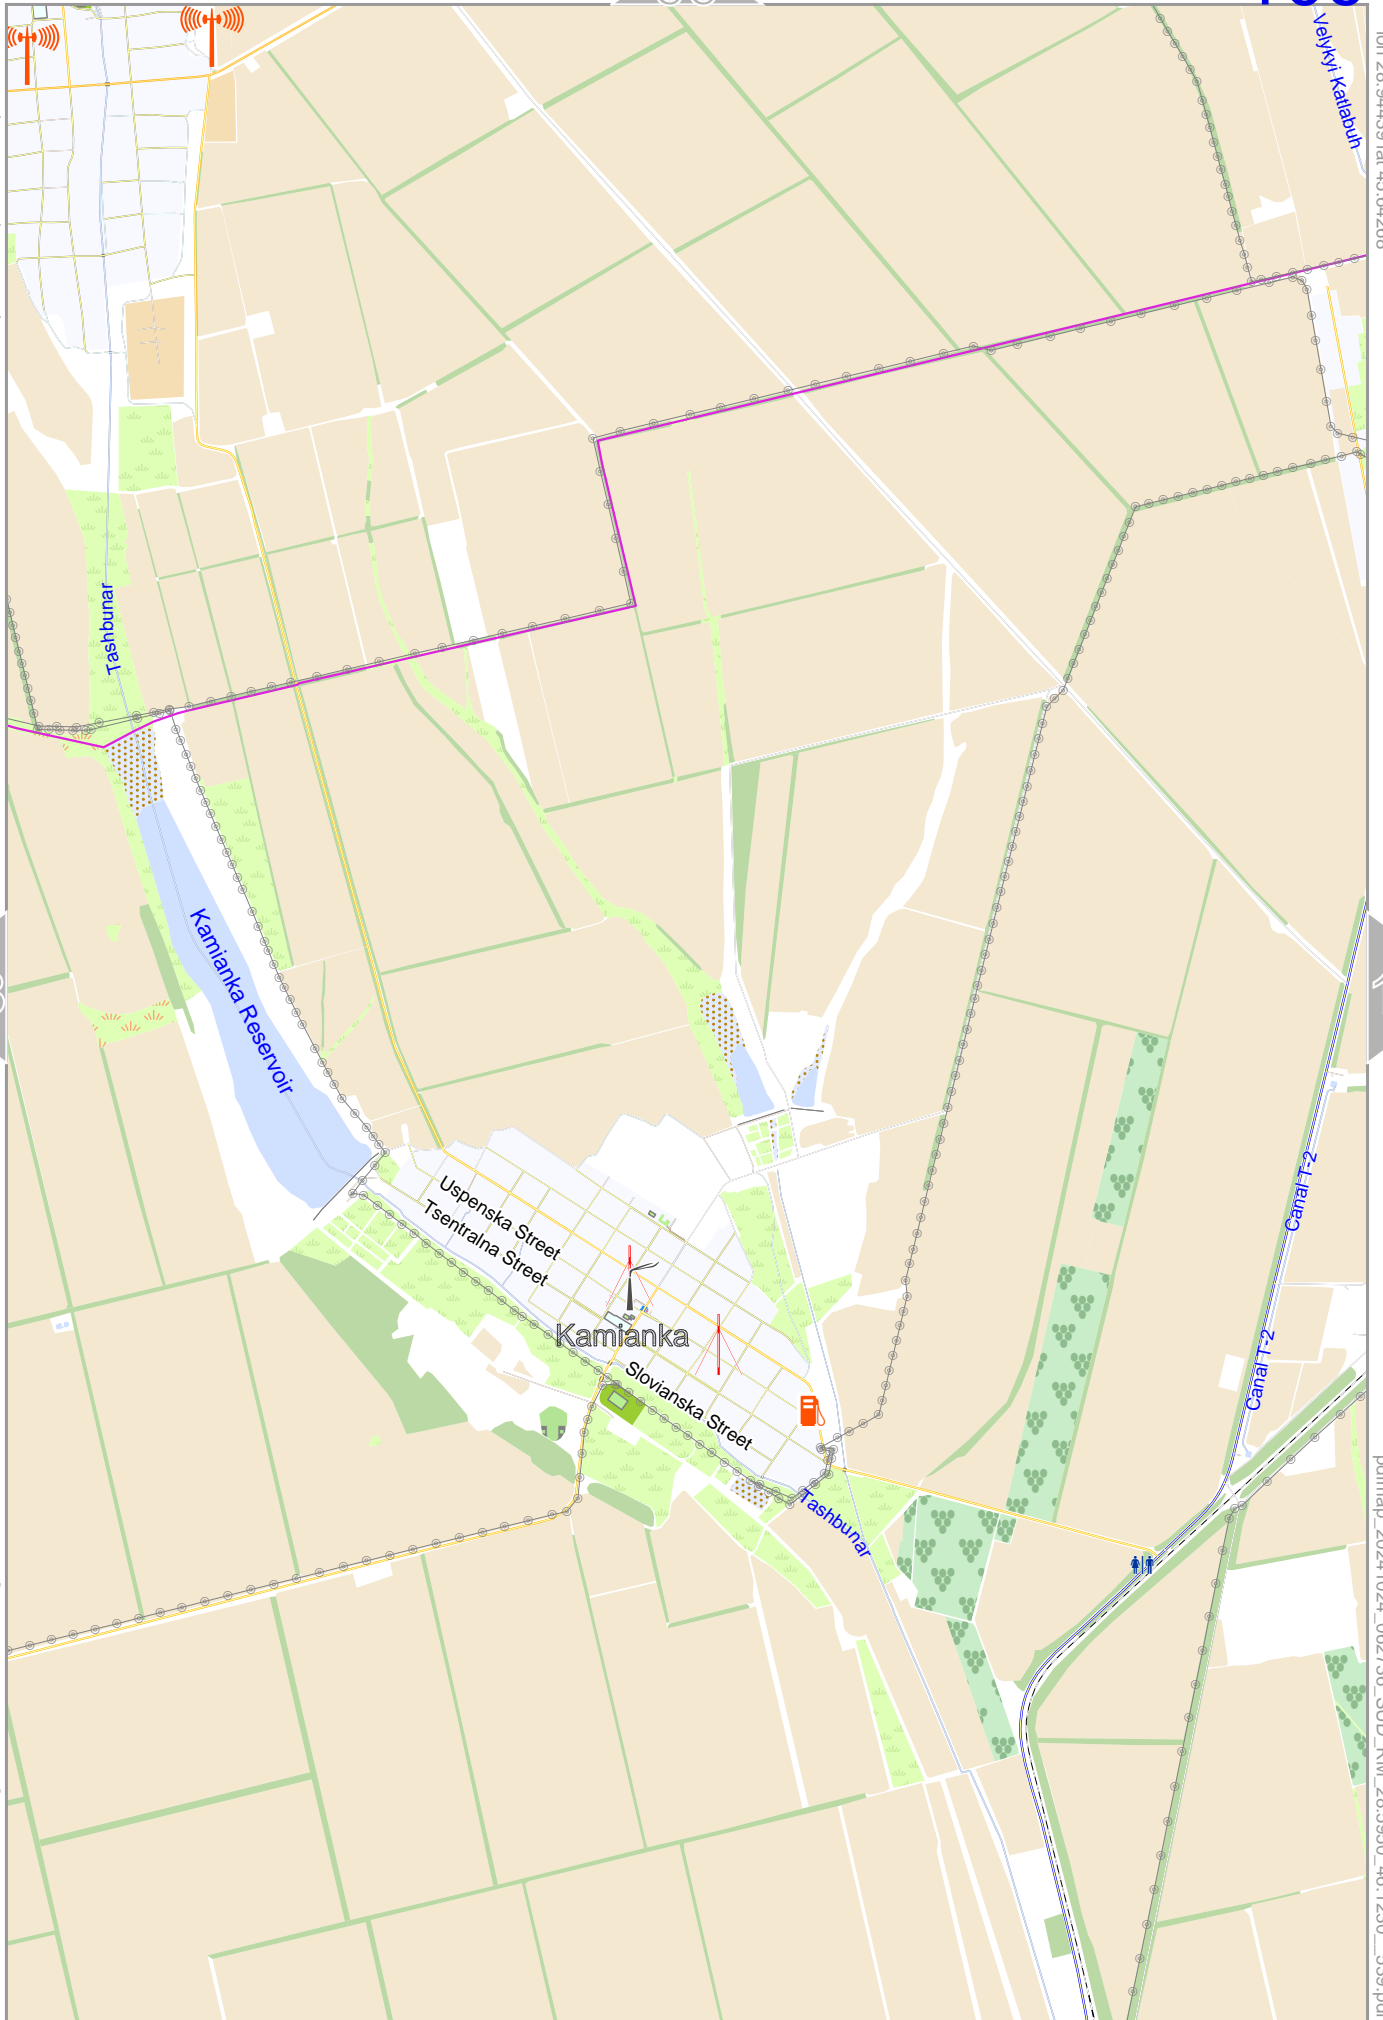 Velykyi Katlabuh
Tashbunar
Kamianka Reservoir
Uspenska Street
Tsentralna Street
Kamianka
Slovianska Street
Tashbunar
Canal T-2
Canal T-2